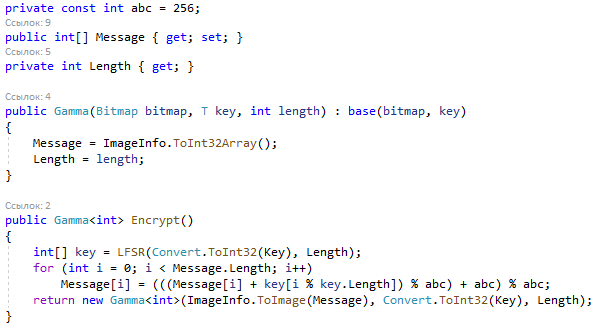 private const int abc = 256;
Ссылок: 9
public int[] Message { get; set; }
Ссылок: 5
private int Length { get; }
Ссылок: 4
public Gamma(Bitmap bitmap, T key, int length) : base(bitmap, key)
{
    Message = ImageInfo.ToInt32Array();
    Length = length;
}
Ссылок: 2
public Gamma<int> Encrypt()
{
    int[] key = LFSR(Convert.ToInt32(Key), Length);
    for (int i = 0; i < Message.Length; i++)
        Message[i] = (((Message[i] + key[i % key.Length]) % abc) + abc) % abc;
    return new Gamma<int>(ImageInfo.ToImage(Message), Convert.ToInt32(Key), Length);
}